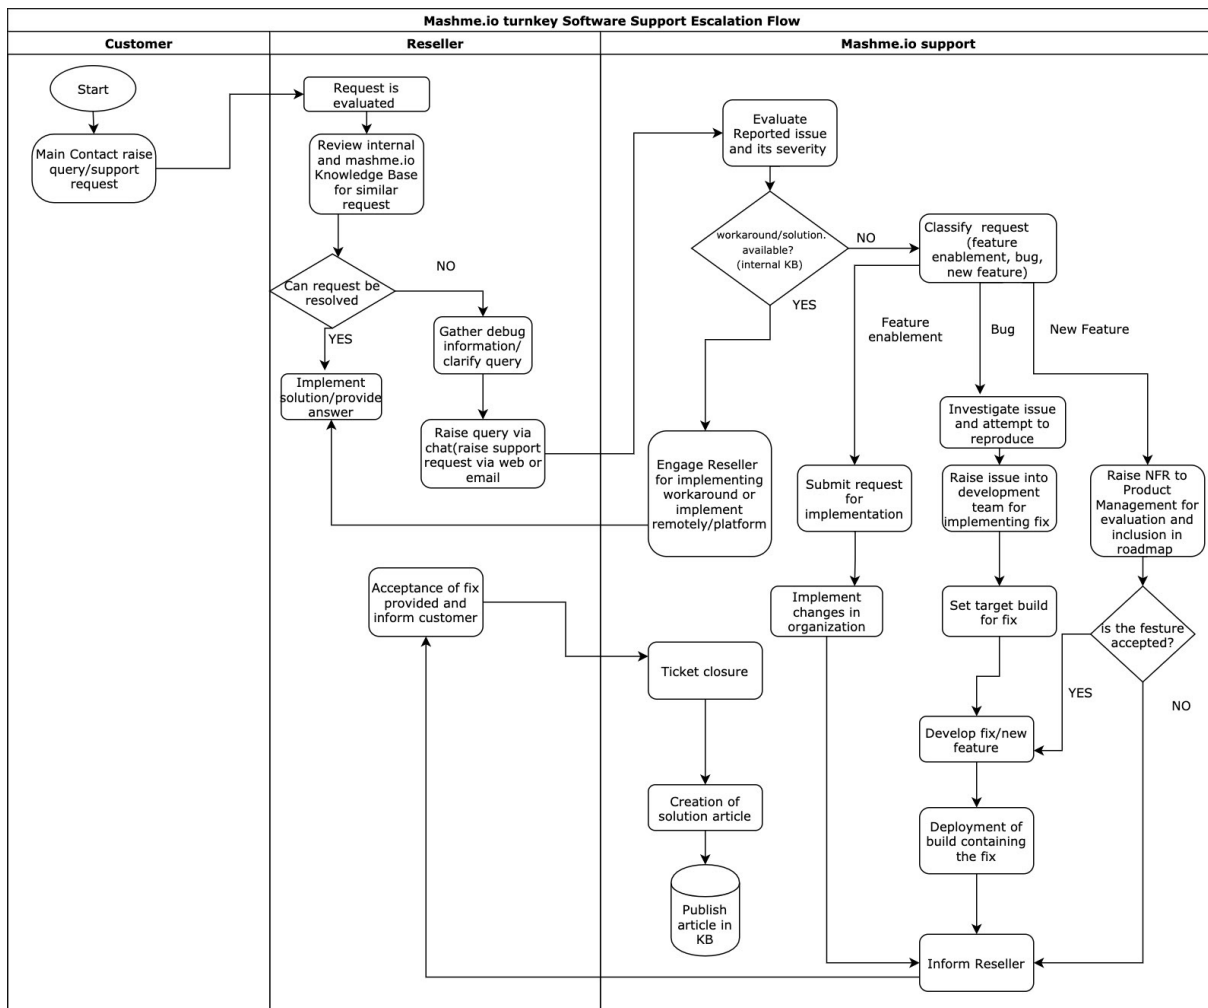 Mashme.io turnkey Software Support Escalation Flow
Customer
Reseller
Mashme.io support
Start
Main Contact raise
query/support
request
Request is
evaluated
Review internal
and mashme.io
Knowledge Base
for similar
request
Can request be
resolved
NO
YES
Implement
solution/provide
answer
Gather debug
information/
clarify query
Raise query via
chat(raise support
request via web or
email
Evaluate
Reported issue
and its severity
workaround/solution.
available?
(internal KB)
NO
YES
Classify request
(feature
enablement, bug,
new feature)
Feature
enablement
Bug
New Feature
Engage Reseller
for implementing
workaround or
implement
remotely/platform
Submit request
for
implementation
Implement
changes in
organization
Investigate issue
and attempt to
reproduce
Raise issue into
development
team for
implementing fix
Set target build
for fix
Raise NFR to
Product
Management for
evaluation and
inclusion in
roadmap
is the festure
accepted?
YES
NO
Develop fix/new
feature
Deployment of
build containing
the fix
Inform Reseller
Acceptance of fix
provided and
inform customer
Ticket closure
Creation of
solution article
Publish
article in
KB